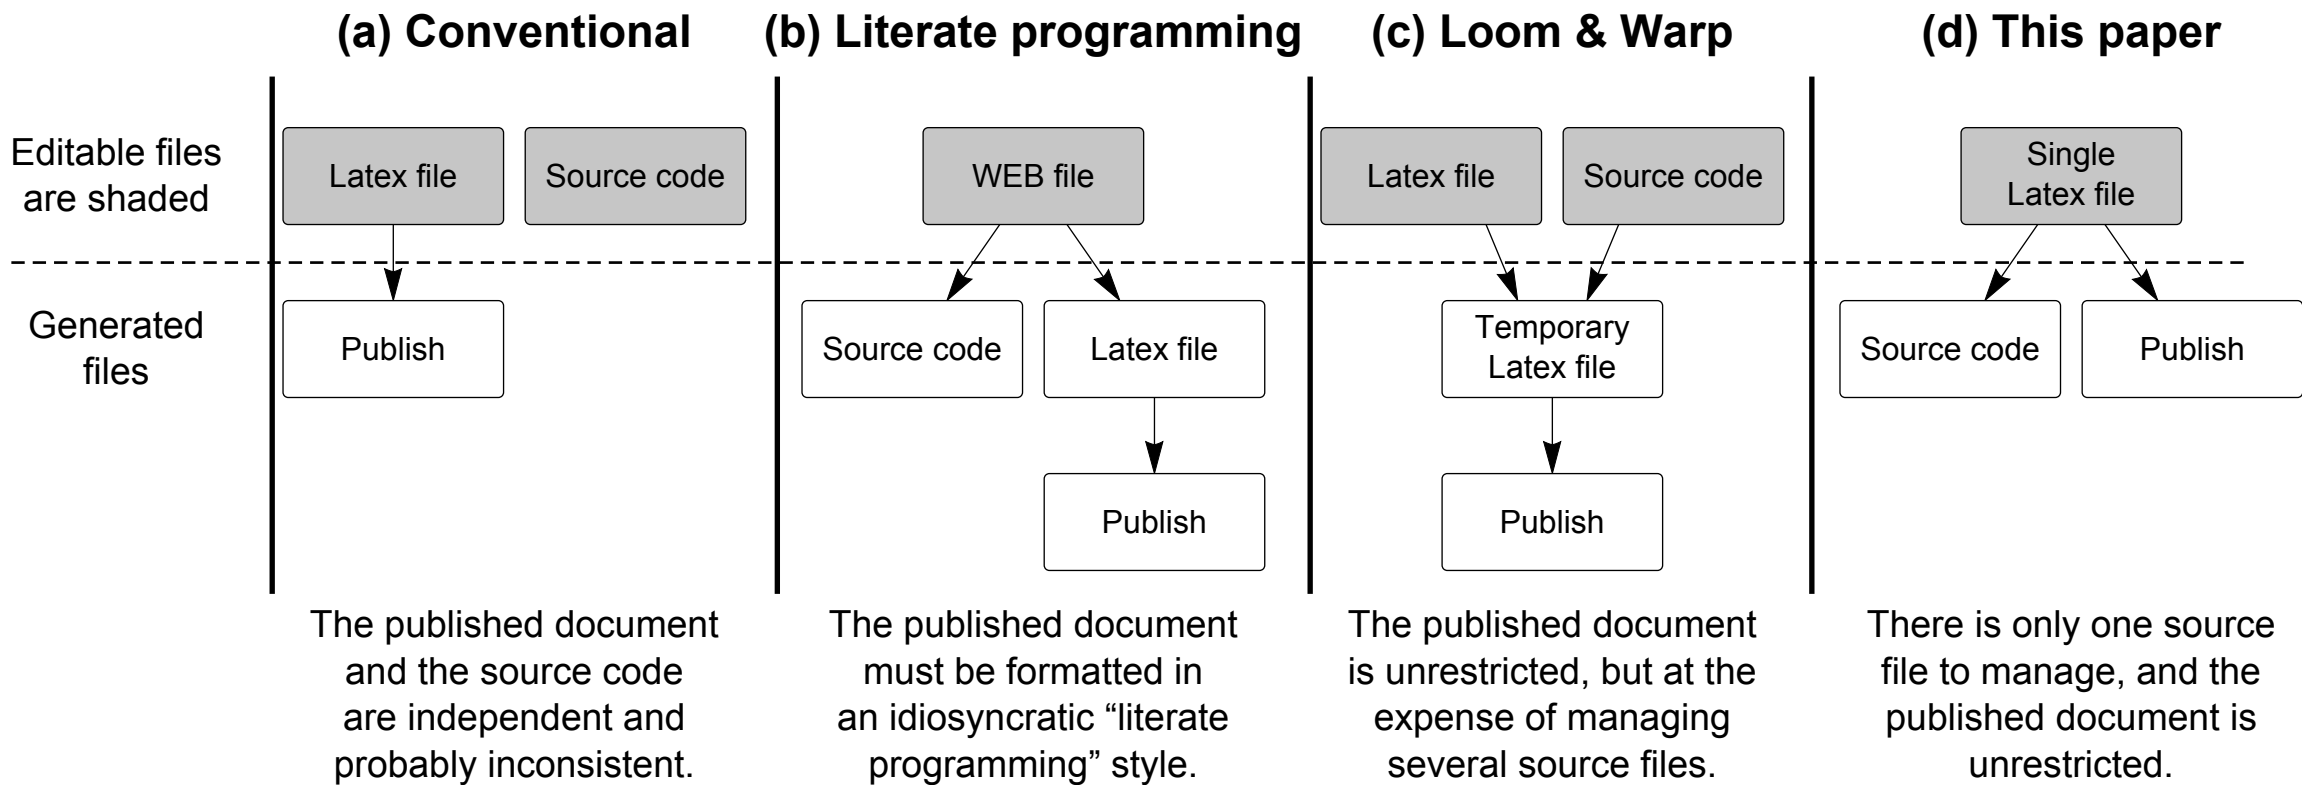 (a) Conventional
(b) Literate programming
(c) Loom & Warp
(d) This paper
Editable files
are shaded
Latex file
Source code
WEB file
Latex file
Source code
Single
Latex file
Generated
files
Publish
Source code
Latex file
Temporary
Latex file
Source code
Publish
Publish
Publish
The published document
and the source code
are independent and
probably inconsistent.
The published document
must be formatted in
an idiosyncratic “literate
programming” style.
The published document
is unrestricted, but at the
expense of managing
several source files.
There is only one source
file to manage, and the
published document is
unrestricted.